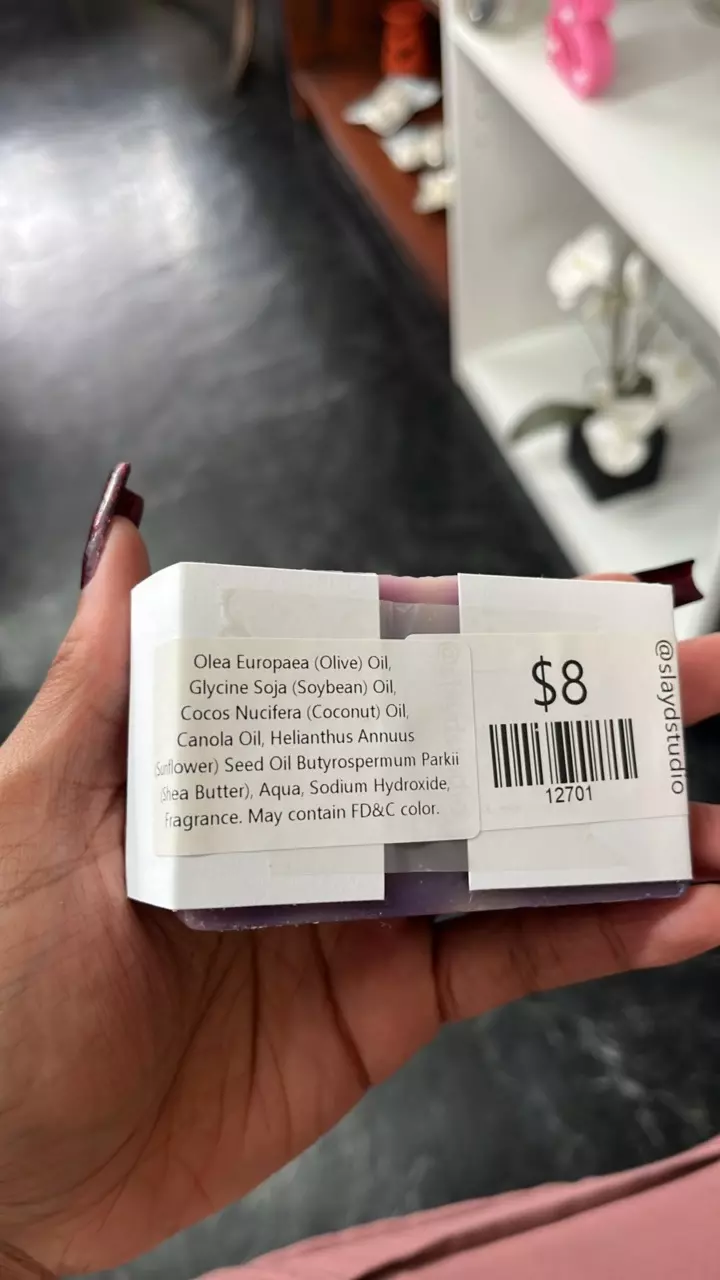 Olea Europaea (Olive) Oil,
Glycine Soja (Soybean) Oil,
Cocos Nucifera (Coconut) Oil,
Canola Oil, Helianthus Annuus
(Sunflower) Seed Oil Butyrospermum Parkii
(Shea Butter), Aqua, Sodium Hydroxide,
Fragrance. May contain FD&C color.
$8
12701
@slaydstudio